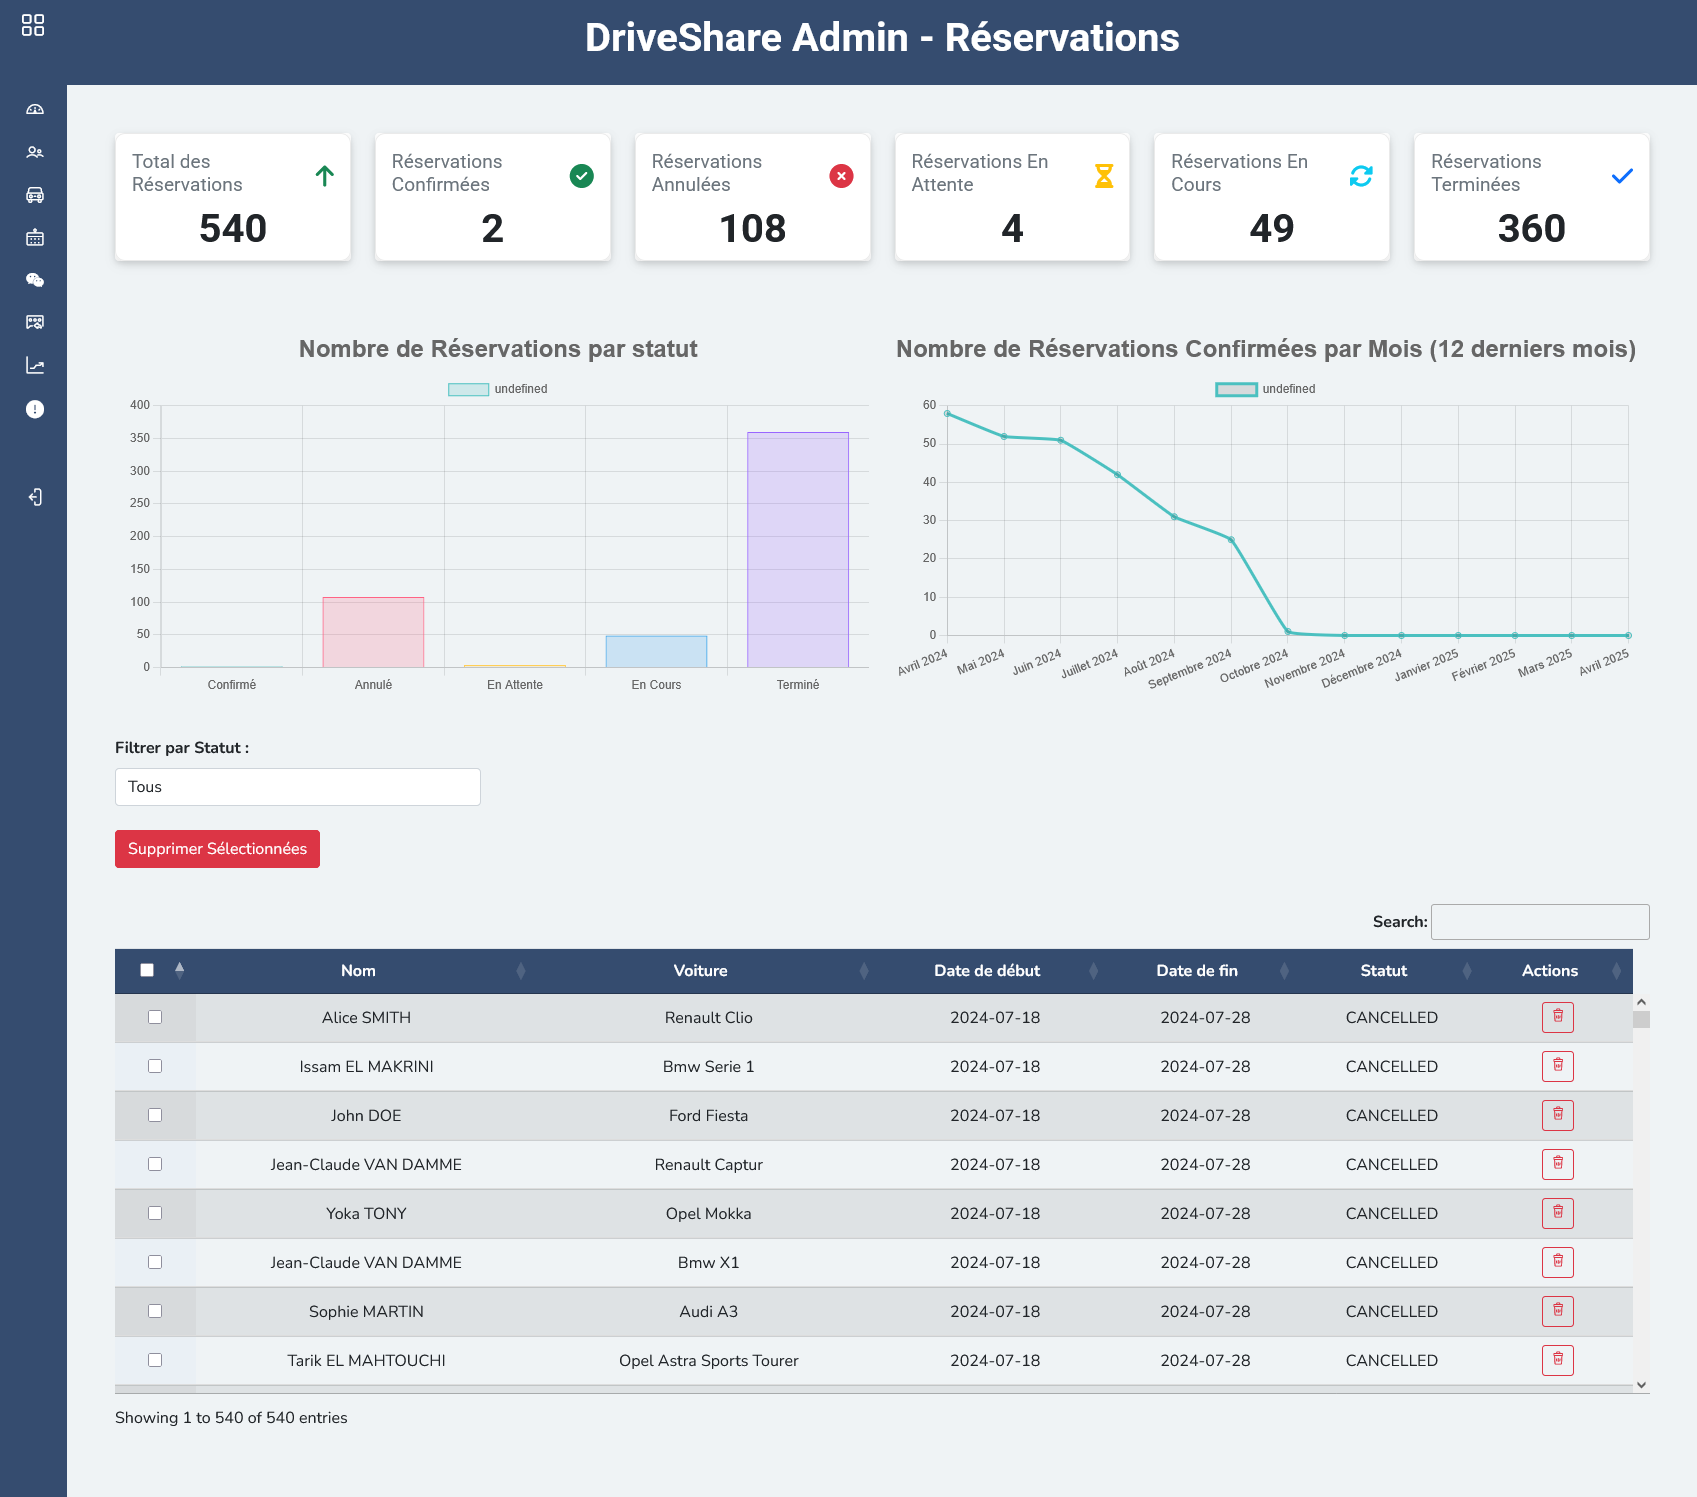 DriveShare Admin - Réservations
Total des
Réservations
540
Réservations
Confirmées
2
Réservations
Annulées
108
Réservations En
Attente
4
Réservations En
Cours
49
Réservations
Terminées
360
Nombre de Réservations par statut
undefined
400
350
300
250
200
150
100
50
0
Confirmé
Annulé
En Attente
En Cours
Terminé
Nombre de Réservations Confirmées par Mois (12 derniers mois)
undefined
60
50
40
30
20
10
0
Avril 2024
Mai 2024
Juin 2024
Juillet 2024
Août 2024
Septembre 2024
Octobre 2024
Novembre 2024
Décembre 2024
Janvier 2025
Février 2025
Mars 2025
Avril 2025
Filtrer par Statut :
Tous
Supprimer Sélectionnées
Search:
Nom Voiture Date de début Date de fin Statut Actions
Alice SMITH Renault Clio 2024-07-18 2024-07-28 CANCELLED
Issam EL MAKRINI Bmw Serie 1 2024-07-18 2024-07-28 CANCELLED
John DOE Ford Fiesta 2024-07-18 2024-07-28 CANCELLED
Jean-Claude VAN DAMME Renault Captur 2024-07-18 2024-07-28 CANCELLED
Yoka TONY Opel Mokka 2024-07-18 2024-07-28 CANCELLED
Jean-Claude VAN DAMME Bmw X1 2024-07-18 2024-07-28 CANCELLED
Sophie MARTIN Audi A3 2024-07-18 2024-07-28 CANCELLED
Tarik EL MAHTOUCHI Opel Astra Sports Tourer 2024-07-18 2024-07-28 CANCELLED
Showing 1 to 540 of 540 entries